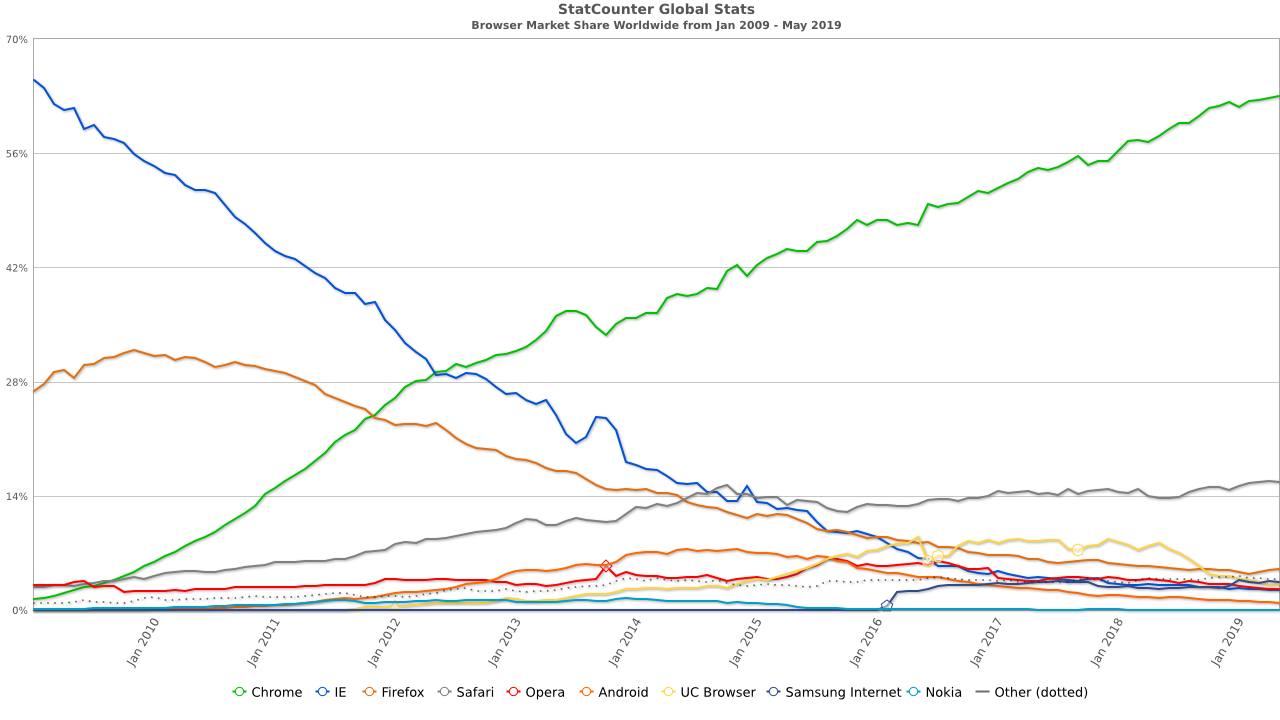 StatCounter Global Stats
Browser Market Share Worldwide from Jan 2009 - May 2019
70%
56%
42%
28%
14%
0%
Jan 2010
Jan 2011
Jan 2012
Jan 2013
Jan 2014
Jan 2015
Jan 2016
Jan 2017
Jan 2018
Jan 2019
Chrome IE Firefox Safari Opera Android UC Browser Samsung Internet Nokia Other (dotted)